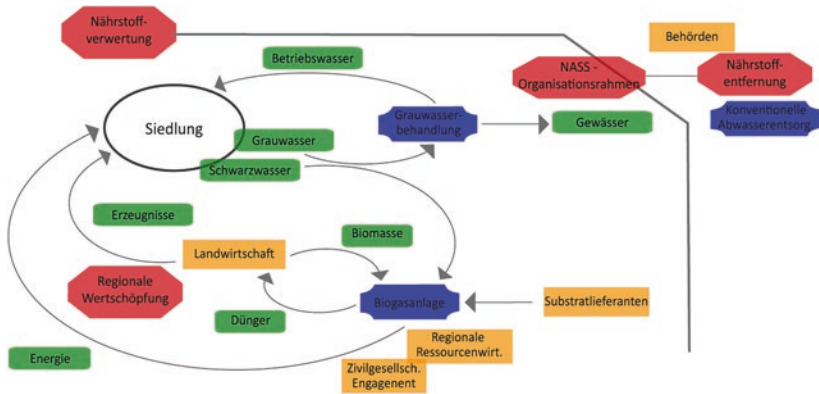 Nährstoff-
verwertung
Behörden
Betriebswasser
NASS -
Organisationsrahmen
Nährstoff-
entfernung
Siedlung
Grauwasser-
behandlung
Konventionelle
Abwasserentsorg
Gewässer
Grauwasser
Schwarzwasser
Erzeugnisse
Biomasse
Landwirtschaft
Regionale
Wertschöpfung
Biogasanlage
Substratlieferanten
Dünger
Regionale
Ressourcenwirt.
Energie
Zivilgesellsch.
Engagenent